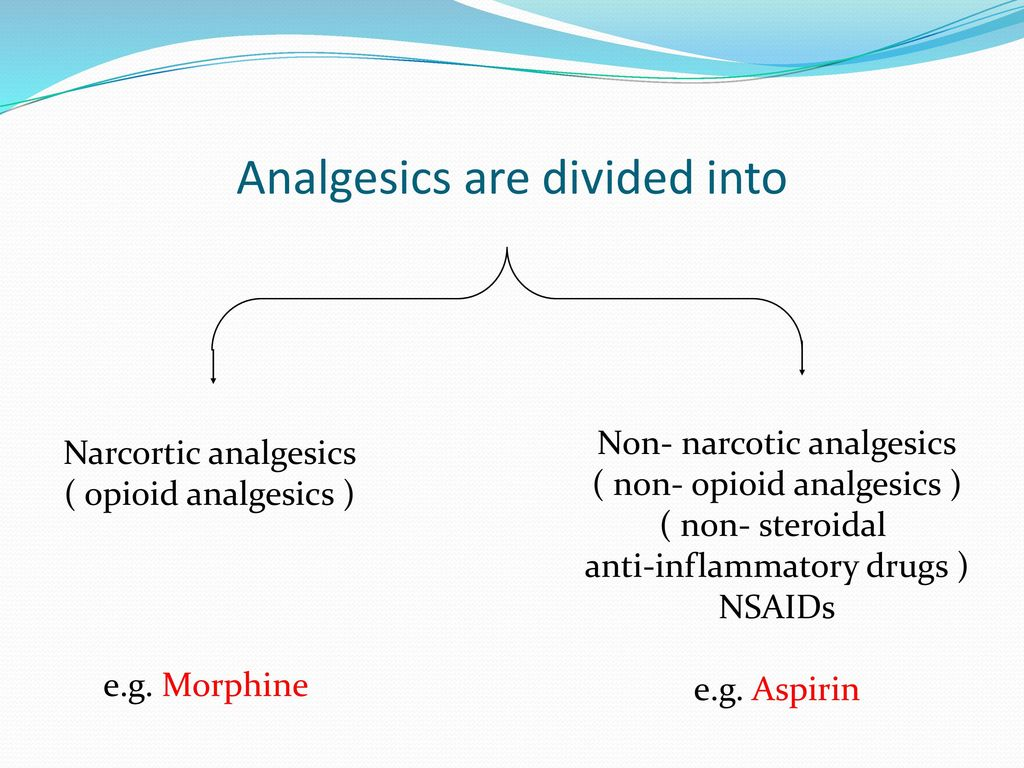 Analgesics are divided into
Narcortic analgesics
( opioid analgesics )
e.g. Morphine
Non- narcotic analgesics
( non- opioid analgesics )
( non- steroidal
anti-inflammatory drugs )
NSAIDs
e.g. Aspirin